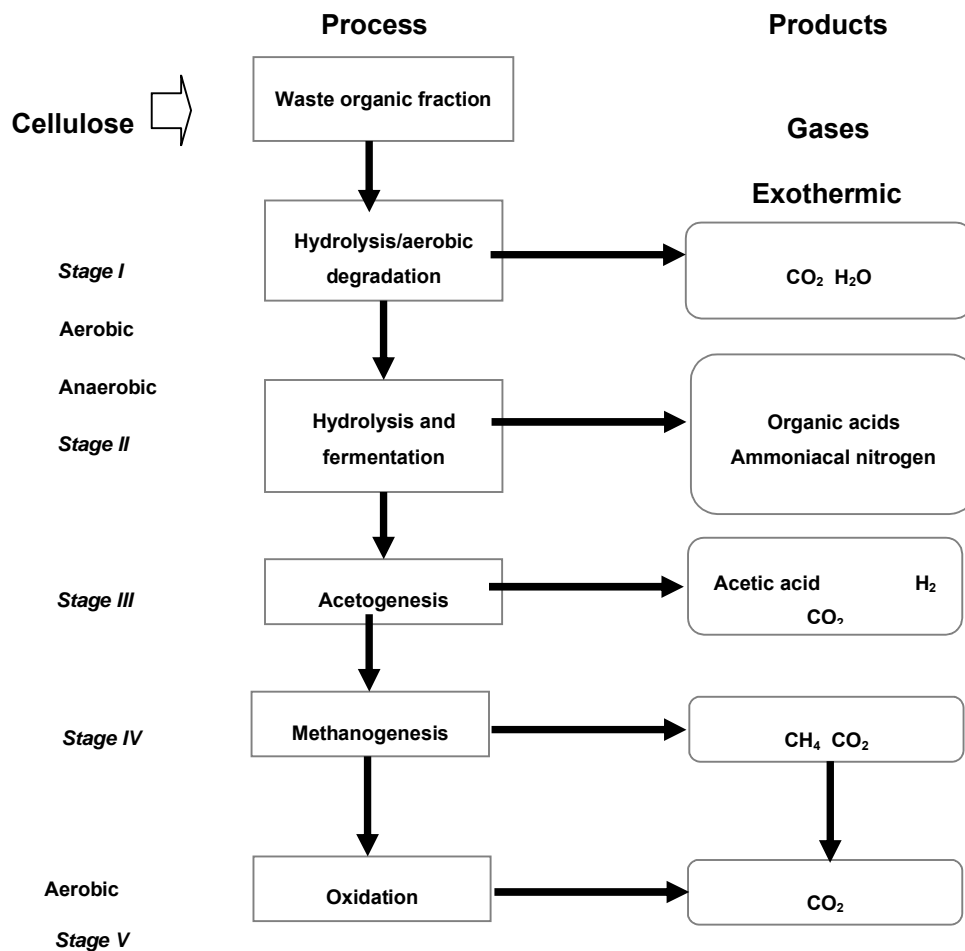 Process
Products
Waste organic fraction
Cellulose
Gases
Exothermic
Hydrolysis/aerobic
degradation
Stage I
CO₂ H₂O
Aerobic
Anaerobic
Hydrolysis and
fermentation
Organic acids
Ammoniacal nitrogen
Stage II
Acetic acid H₂
CO₂
Acetogenesis
Stage III
Methanogenesis
Stage IV
CH₄ CO₂
Aerobic
Oxidation
CO₂
Stage V